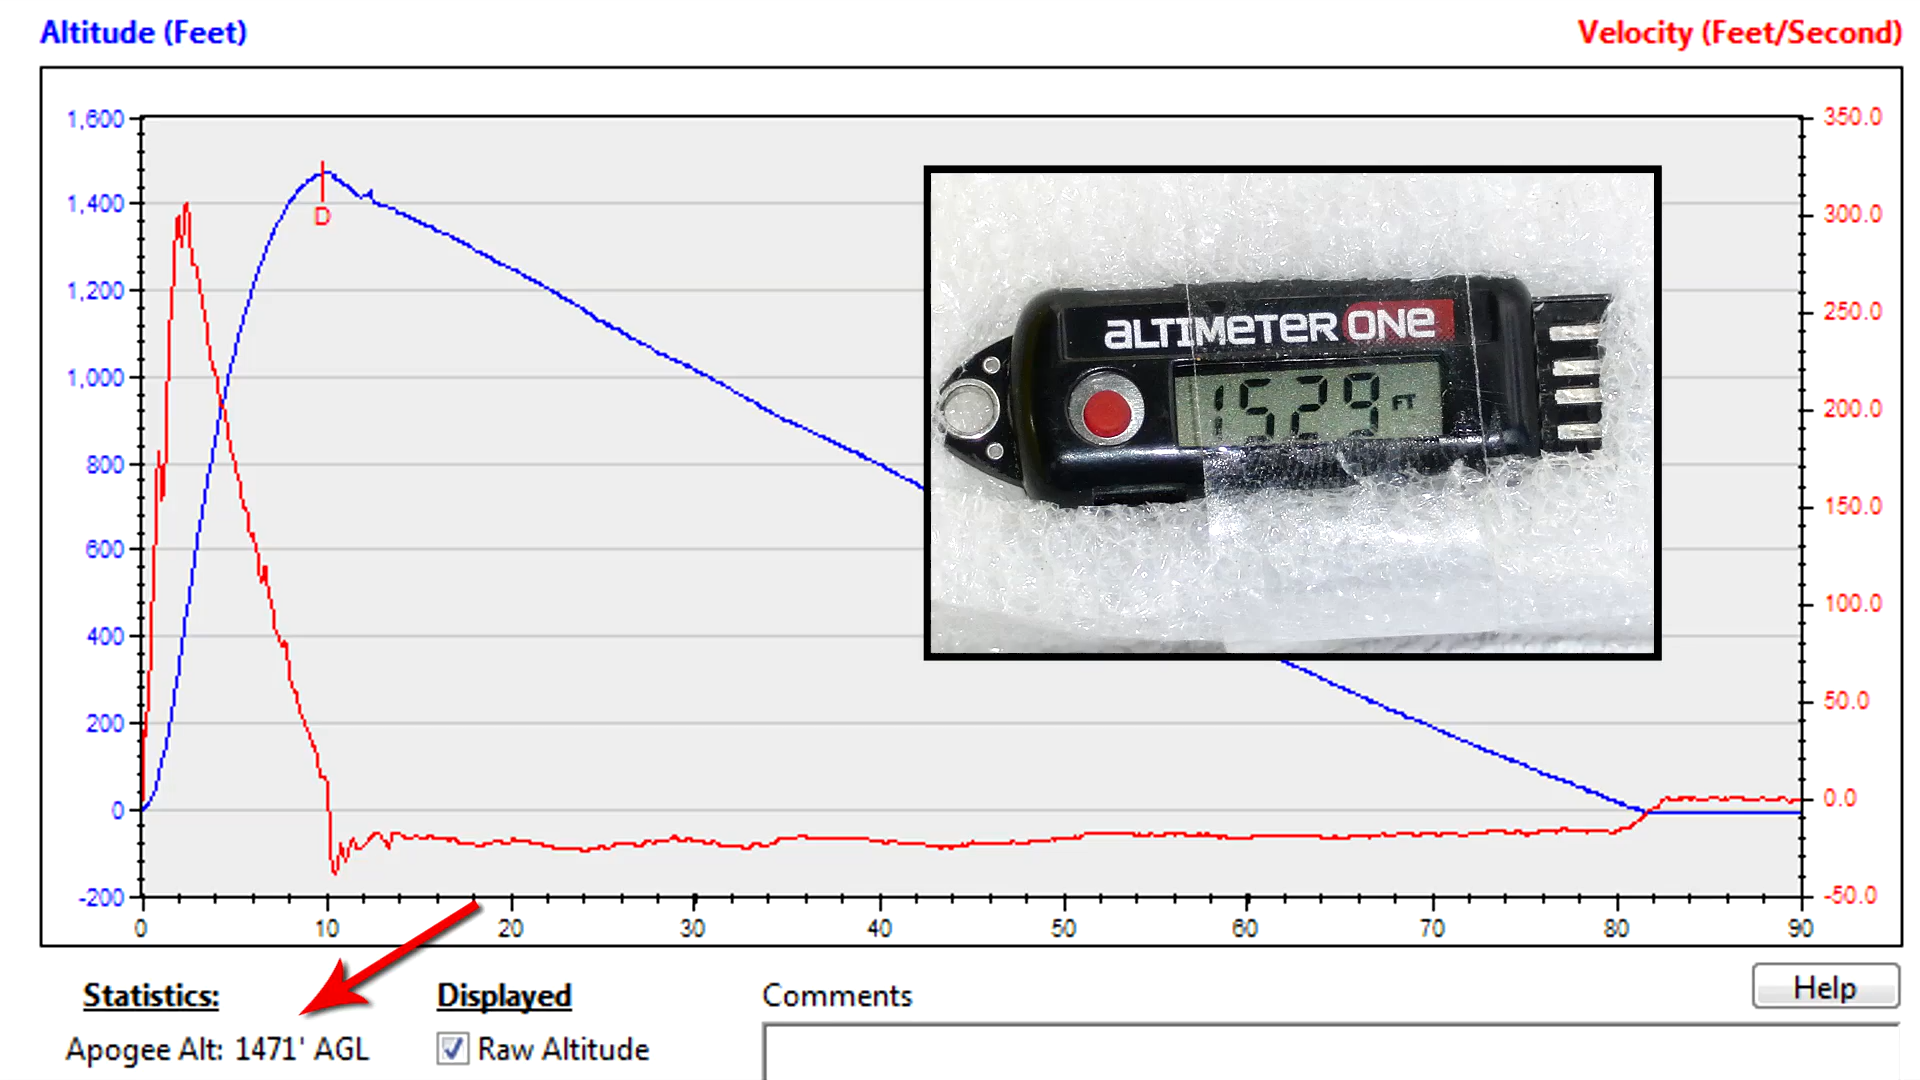 Altitude (Feet)
Velocity (Feet/Second)
1,600
1,400
1,200
1,000
800
600
400
200
0
-200
350.0
300.0
250.0
200.0
150.0
100.0
50.0
0.0
-50.0
D
ALTIMETER ONE
1529 FT
0 10 20 30 40 50 60 70 80 90
Statistics:
Displayed
Comments
Help
Apogee Alt: 1471' AGL
Raw Altitude